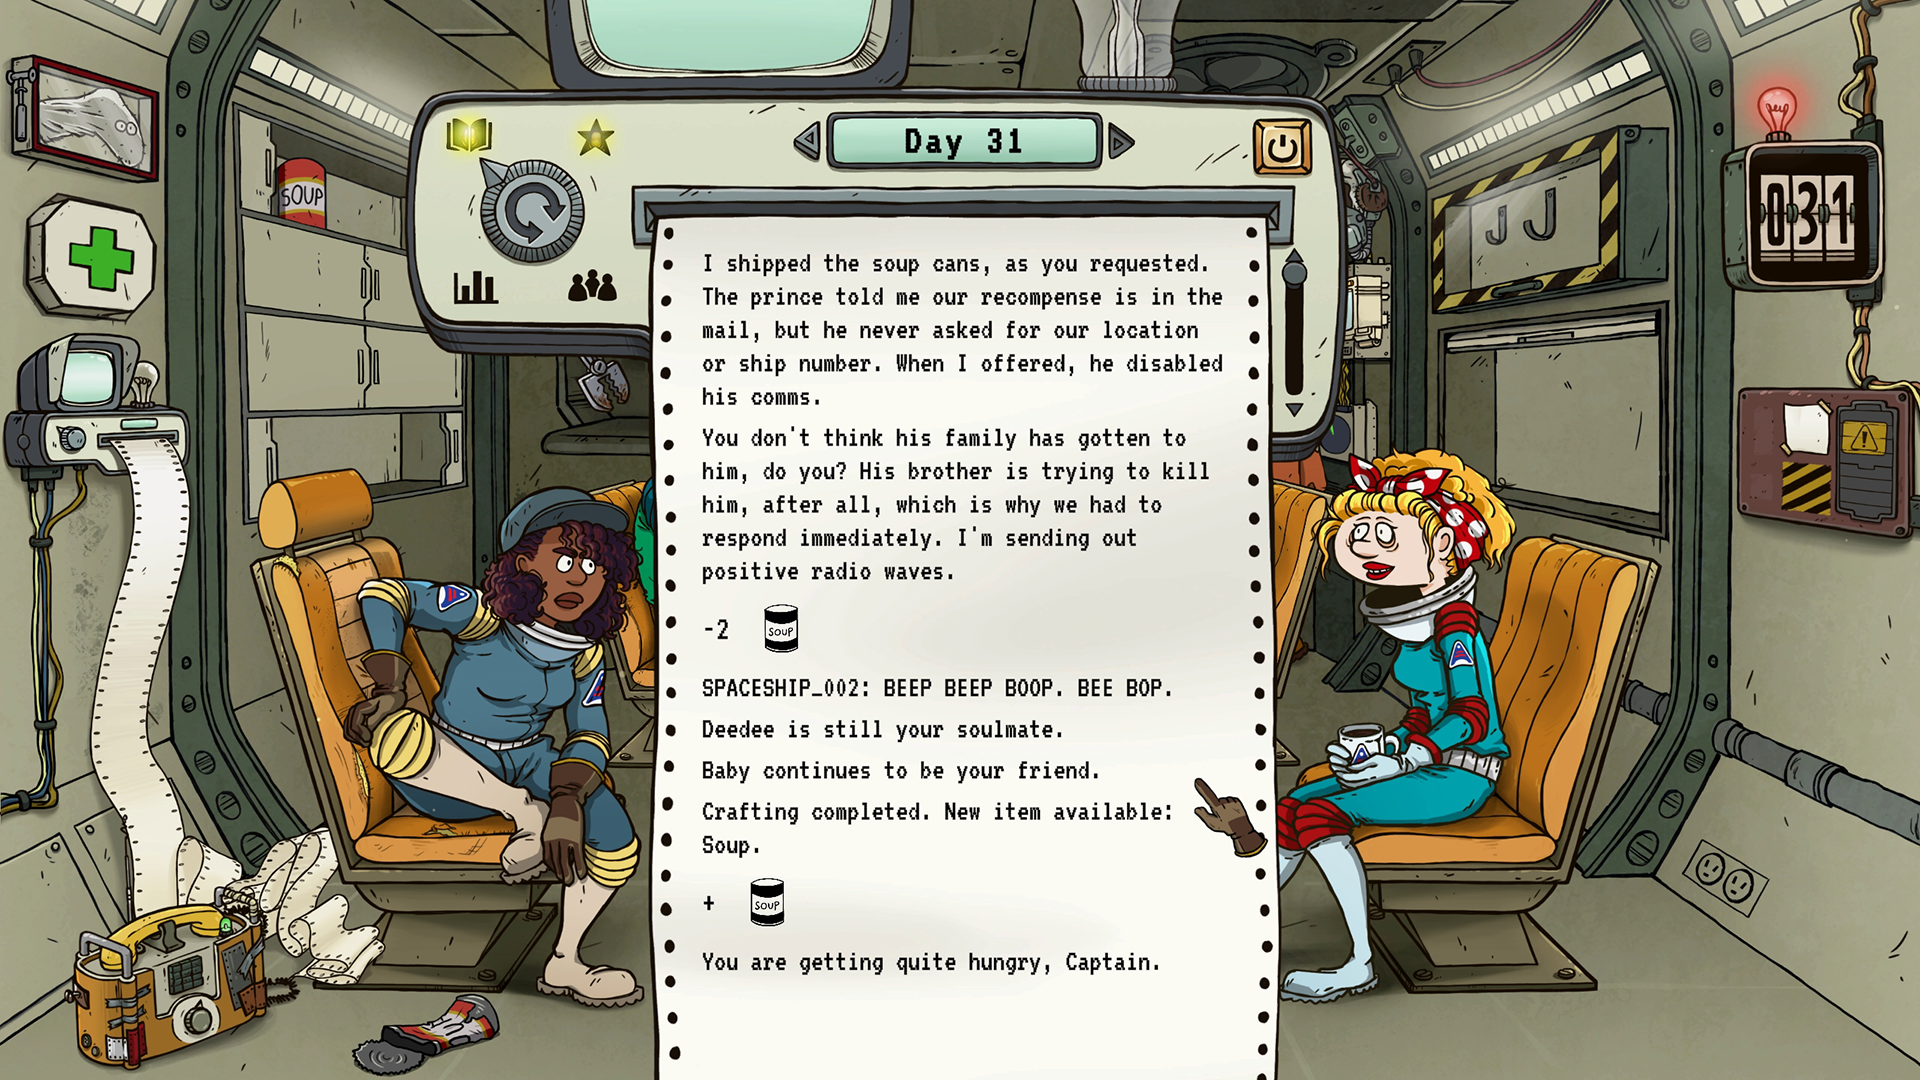 Day 31
SOUP
JJ
031
I shipped the soup cans, as you requested.
The prince told me our recompense is in the
mail, but he never asked for our location
or ship number. When I offered, he disabled
his comms.
You don't think his family has gotten to
him, do you? His brother is trying to kill
him, after all, which is why we had to
respond immediately. I'm sending out
positive radio waves.
-2 SOUP
SPACESHIP_002: BEEP BEEP BOOP. BEE BOP.
Deedee is still your soulmate.
Baby continues to be your friend.
Crafting completed. New item available:
Soup.
+ SOUP
You are getting quite hungry, Captain.